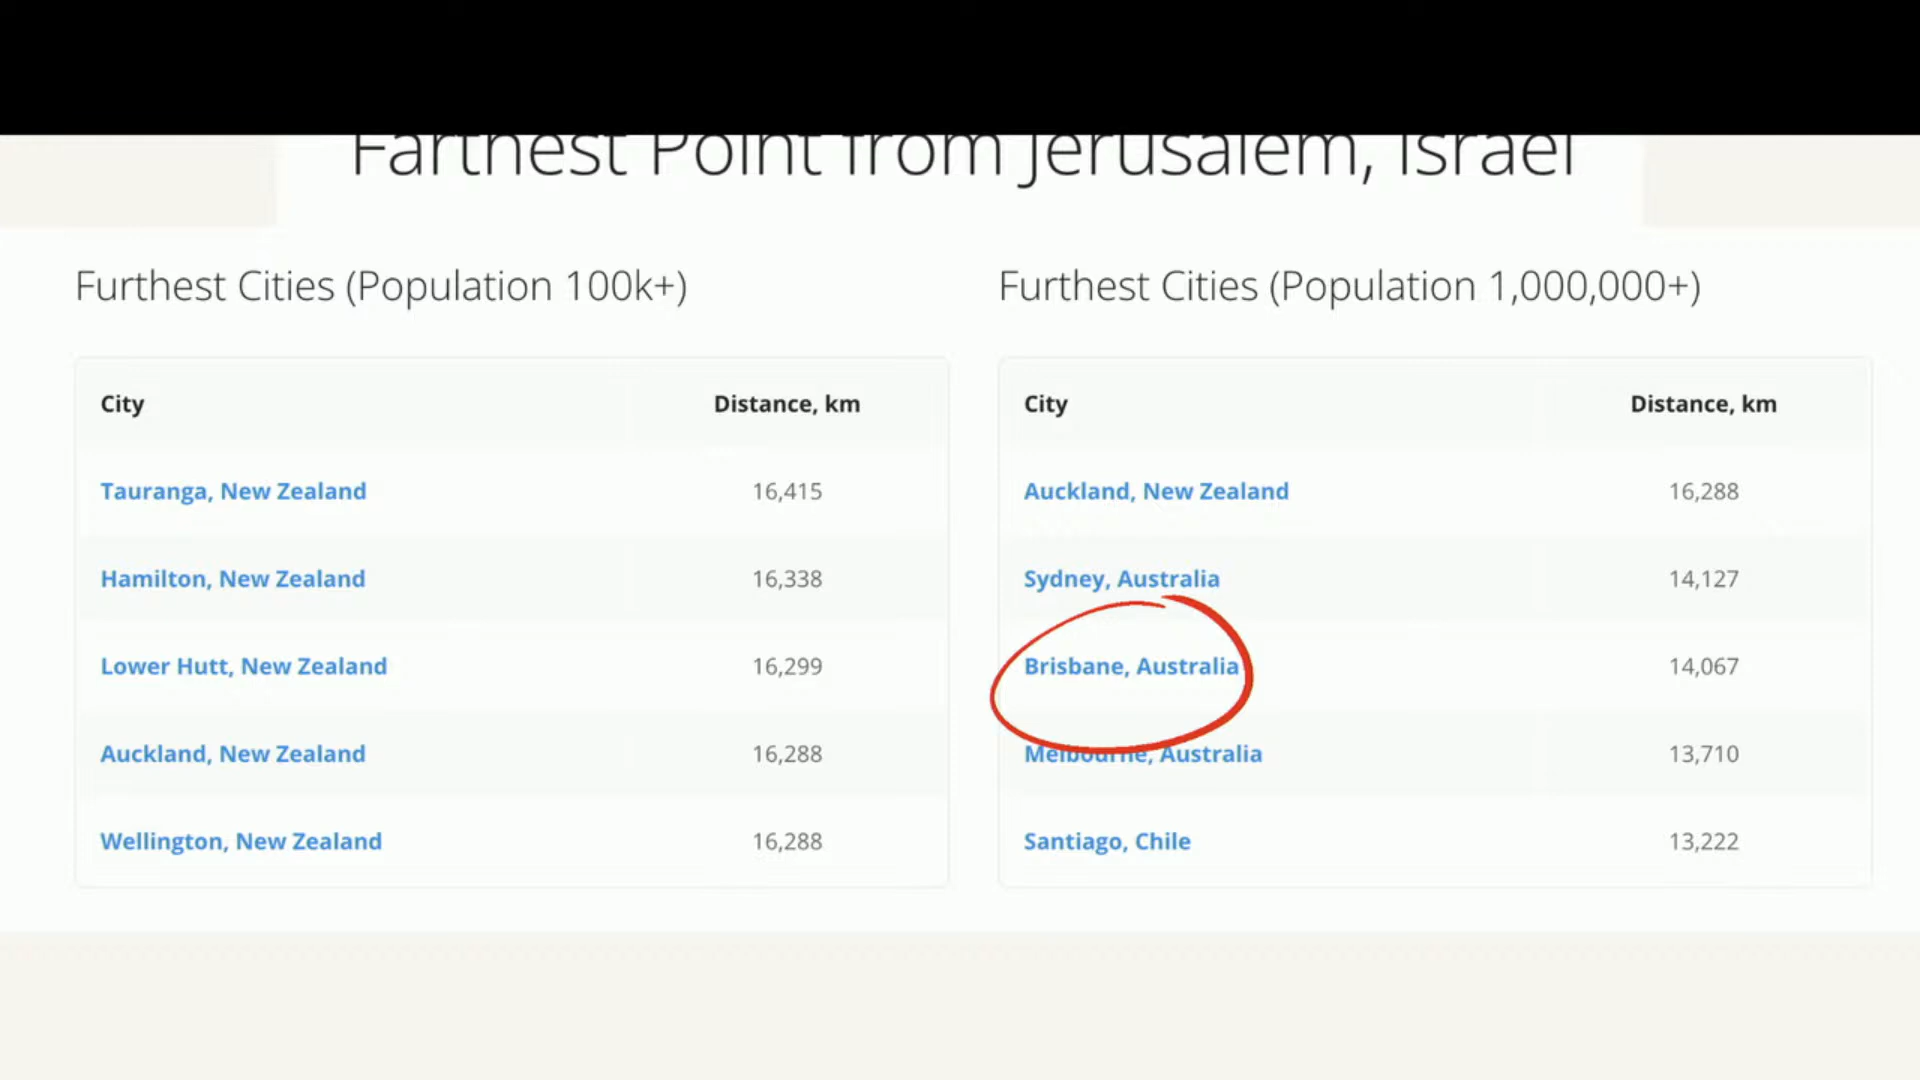 Farthest Point from Jerusalem, Israel
Furthest Cities (Population 100k+)
City Distance, km
Tauranga, New Zealand 16,415
Hamilton, New Zealand 16,338
Lower Hutt, New Zealand 16,299
Auckland, New Zealand 16,288
Wellington, New Zealand 16,288
Furthest Cities (Population 1,000,000+)
City Distance, km
Auckland, New Zealand 16,288
Sydney, Australia 14,127
Brisbane, Australia 14,067
Melbourne, Australia 13,710
Santiago, Chile 13,222